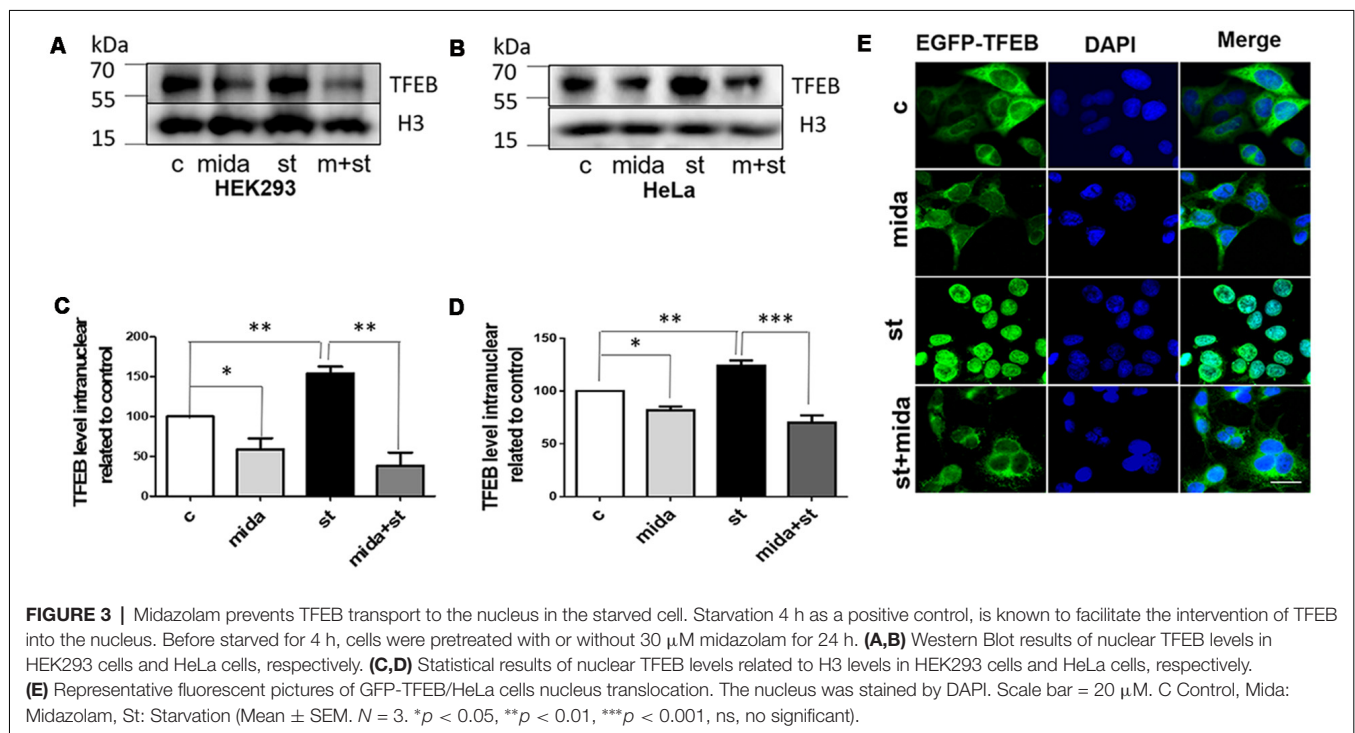 A
kDa
70
55
15
TFEB
H3
c mida st m+st
HEK293
B
kDa
70
55
15
TFEB
H3
c mida st m+st
HeLa
C
TFEB level intranuclear
related to control
200
150
100
50
0
*
**
**
c
mida
st
mida+st
D
TFEB level intranuclear
related to control
150
100
50
0
*
**
***
c
mida
st
mida+st
E
EGFP-TFEB DAPI Merge
c
mida
st
st+mida
FIGURE 3 | Midazolam prevents TFEB transport to the nucleus in the starved cell. Starvation 4 h as a positive control, is known to facilitate the intervention of TFEB
into the nucleus. Before starved for 4 h, cells were pretreated with or without 30 μM midazolam for 24 h. (A,B) Western Blot results of nuclear TFEB levels in
HEK293 cells and HeLa cells, respectively. (C,D) Statistical results of nuclear TFEB levels related to H3 levels in HEK293 cells and HeLa cells, respectively.
(E) Representative fluorescent pictures of GFP-TFEB/HeLa cells nucleus translocation. The nucleus was stained by DAPI. Scale bar = 20 μM. C Control, Mida:
Midazolam, St: Starvation (Mean ± SEM. N = 3. *p < 0.05, **p < 0.01, ***p < 0.001, ns, no significant).